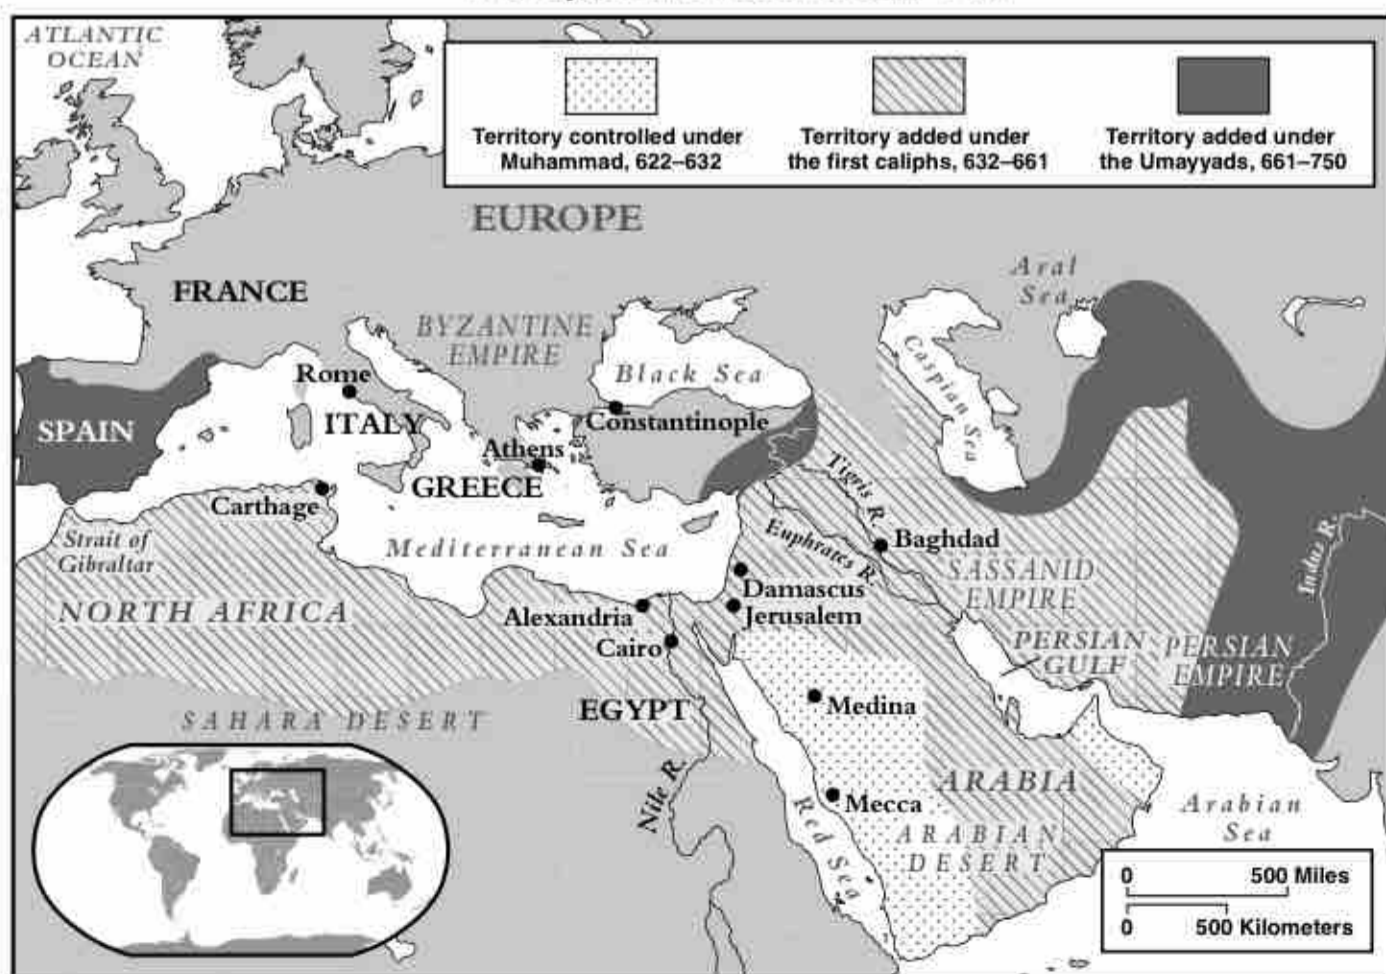 ATLANTIC
OCEAN
Territory controlled under
Muhammad, 622–632
Territory added under
the first caliphs, 632–661
Territory added under
the Umayyads, 661–750
EUROPE
FRANCE
Aral
Sea
BYZANTINE
EMPIRE
Black Sea
Caspian
Sea
Rome
ITALY
Constantinople
SPAIN
Athens
GREECE
Carthage
Tigris R.
Strait of
Gibraltar
Mediterranean Sea
Euphrates R.
Baghdad
Indus R.
SASSANID
EMPIRE
Damascus
Jerusalem
NORTH AFRICA
Alexandria
Cairo
PERSIAN
GULF
PERSIAN
EMPIRE
EGYPT
Medina
SAHARA DESERT
Nile R.
Red Sea
Mecca
ARABIA
ARABIAN
DESERT
Arabian
Sea
0 500 Miles
0 500 Kilometers